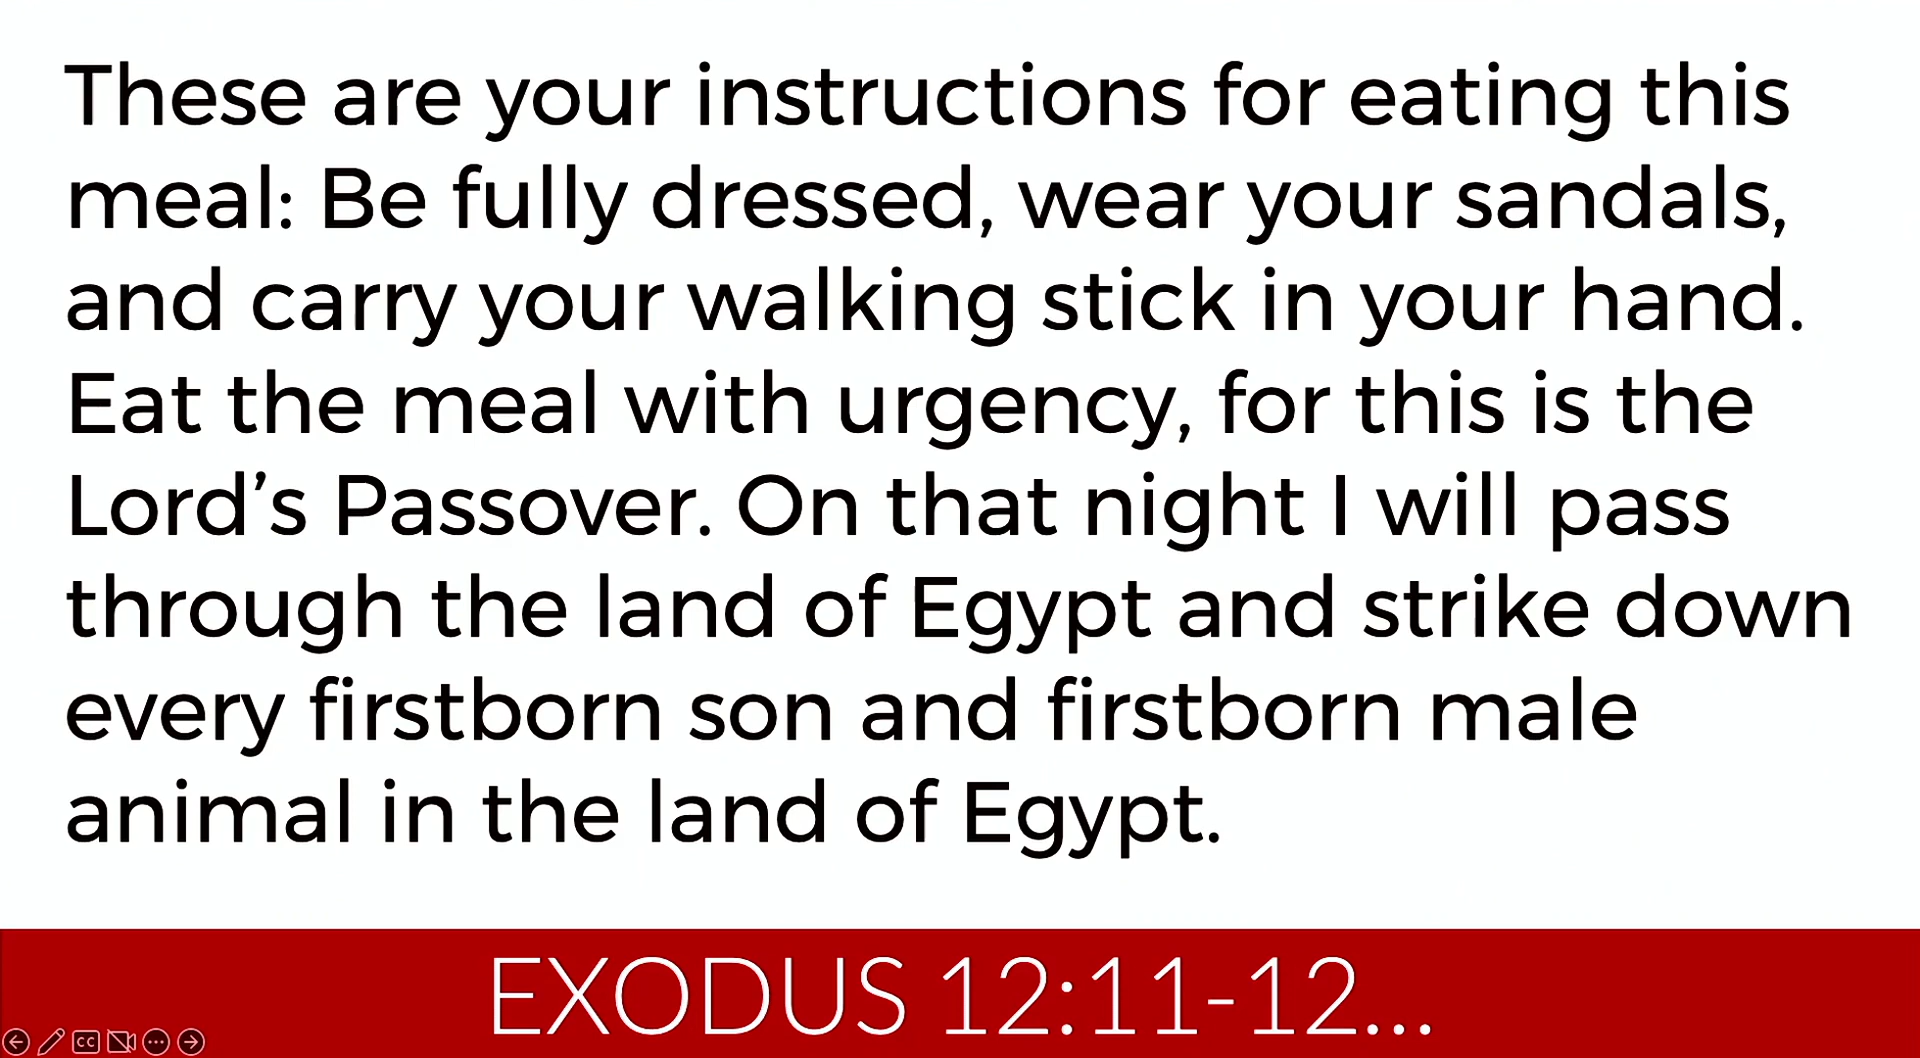 These are your instructions for eating this
meal: Be fully dressed, wear your sandals,
and carry your walking stick in your hand.
Eat the meal with urgency, for this is the
Lord’s Passover. On that night I will pass
through the land of Egypt and strike down
every firstborn son and firstborn male
animal in the land of Egypt.
EXODUS 12:11-12...
CC